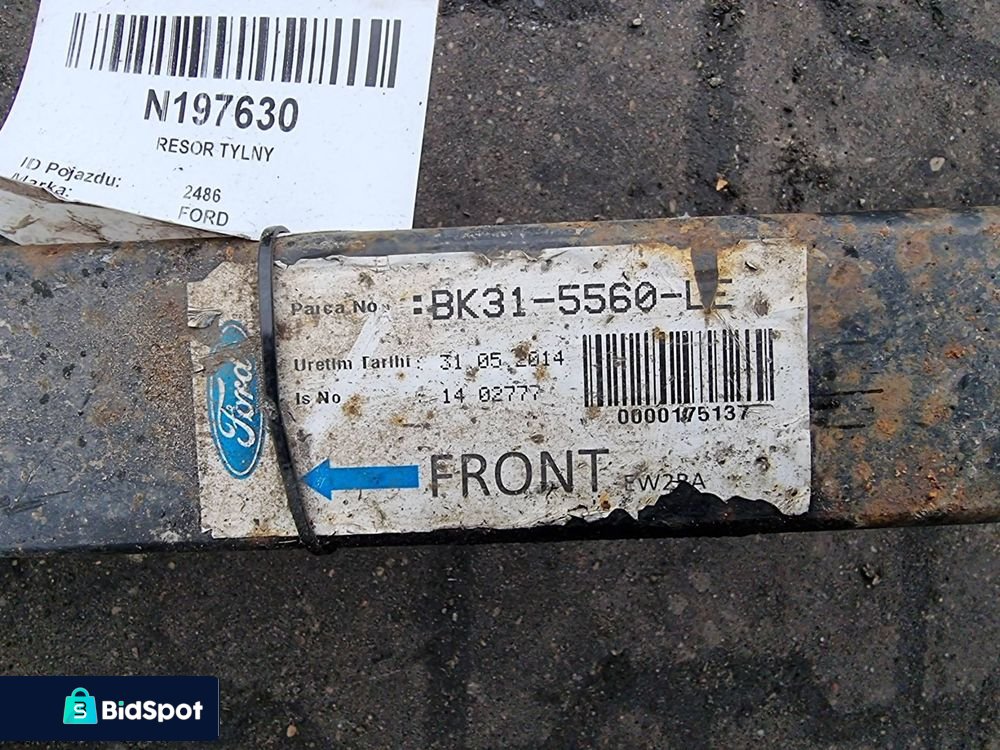 N197630
RESOR TYLNY
ID Pojazdu: 2486
Marka: FORD
Ford
Parca No :BK31-5560-LE
Uretim Tarihi : 31.05.2014
Is No 14 02777
0000175137
FRONT
BidSpot